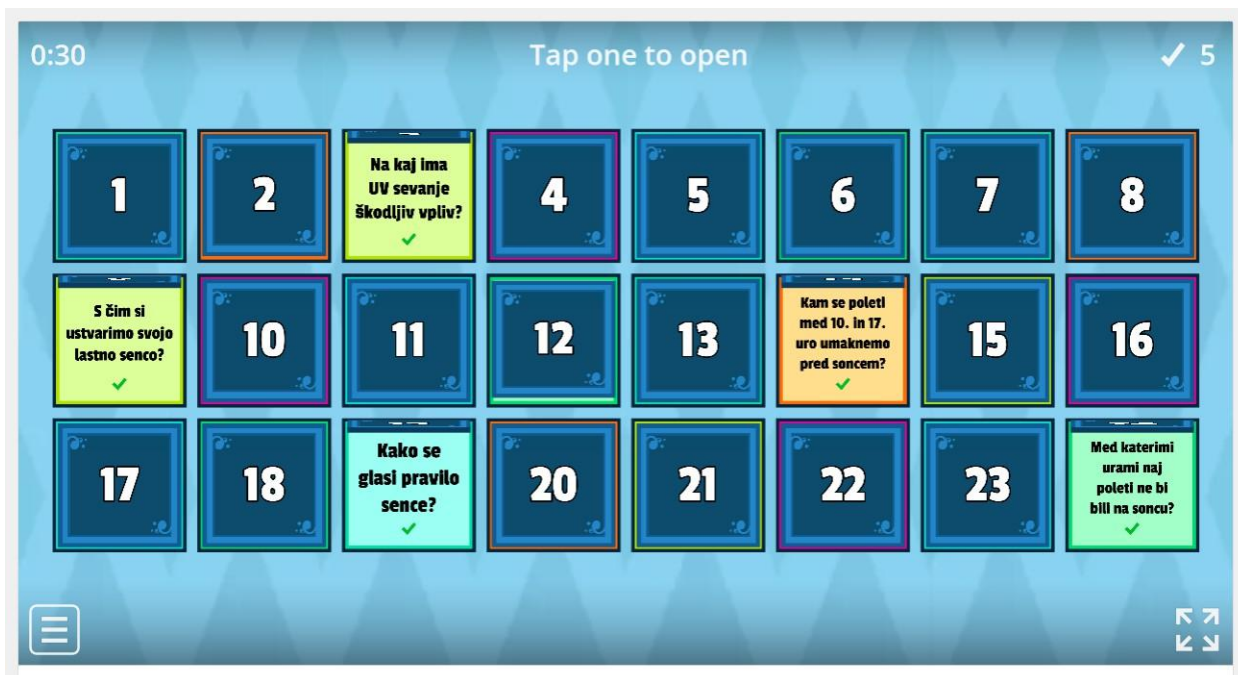 0:30
Tap one to open
✓ 5
1
2
Na kaj ima
UV sevanje
škodljiv vpliv?
4
5
6
7
8
S čim si
ustvarimo svojo
lastno senco?
10
11
12
13
Kam se poleti
med 10. in 17.
uro umaknemo
pred soncem?
15
16
17
18
Kako se
glasi pravilo
sence?
20
21
22
23
Med katerimi
urami naj
poleti ne bi
bili na soncu?